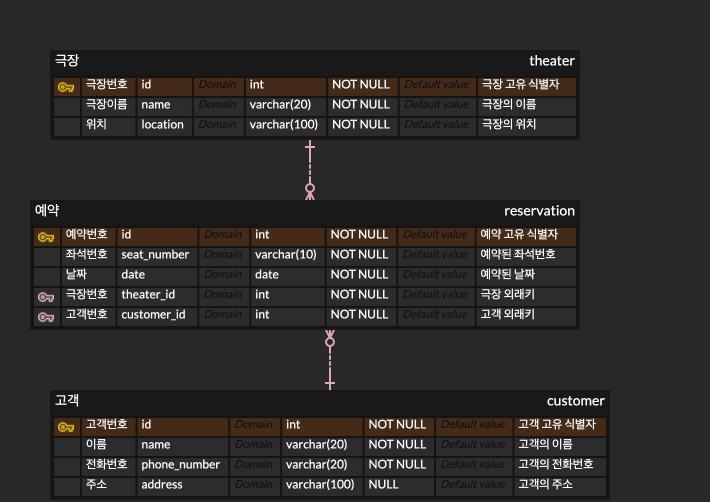 극장 theater
극장번호 id Domain int NOT NULL Default value 극장 고유 식별자
극장이름 name Domain varchar(20) NOT NULL Default value 극장의 이름
위치 location Domain varchar(100) NOT NULL Default value 극장의 위치
예약 reservation
예약번호 id Domain int NOT NULL Default value 예약 고유 식별자
좌석번호 seat_number Domain varchar(10) NOT NULL Default value 예약된 좌석번호
날짜 date Domain date NOT NULL Default value 예약된 날짜
극장번호 theater_id Domain int NOT NULL Default value 극장 외래키
고객번호 customer_id Domain int NOT NULL Default value 고객 외래키
고객 customer
고객번호 id Domain int NOT NULL Default value 고객 고유 식별자
이름 name Domain varchar(20) NOT NULL Default value 고객의 이름
전화번호 phone_number Domain varchar(20) NOT NULL Default value 고객의 전화번호
주소 address Domain varchar(100) NULL Default value 고객의 주소